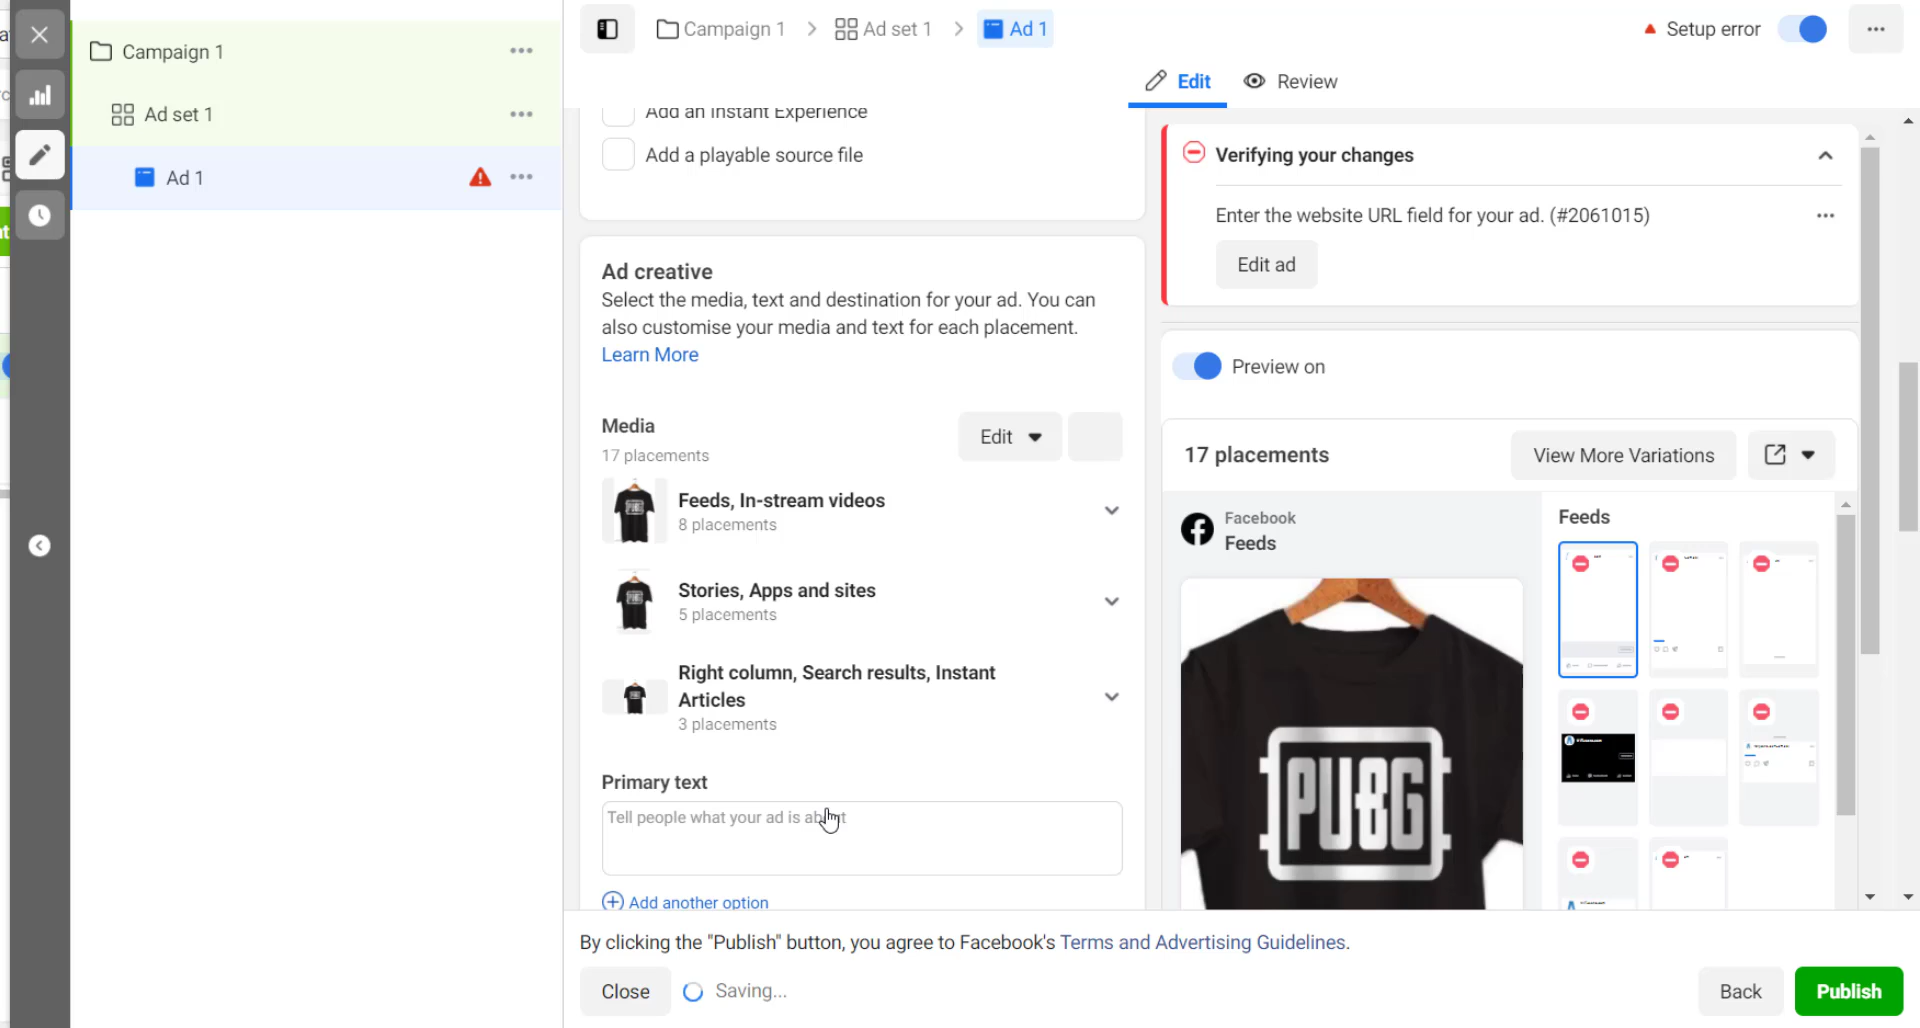 Campaign 1
Ad set 1
Ad 1
Campaign 1 > Ad set 1 > Ad 1
Setup error
Edit
Review
Add an Instant Experience
Add a playable source file
Ad creative
Select the media, text and destination for your ad. You can
also customise your media and text for each placement.
Learn More
Media
17 placements
Edit
Feeds, In-stream videos
8 placements
Stories, Apps and sites
5 placements
Right column, Search results, Instant
Articles
3 placements
Primary text
Tell people what your ad is about
Add another option
Verifying your changes
Enter the website URL field for your ad. (#2061015)
Edit ad
Preview on
17 placements
View More Variations
Facebook
Feeds
PUBG
Feeds
By clicking the "Publish" button, you agree to Facebook's Terms and Advertising Guidelines.
Close
Saving...
Back
Publish